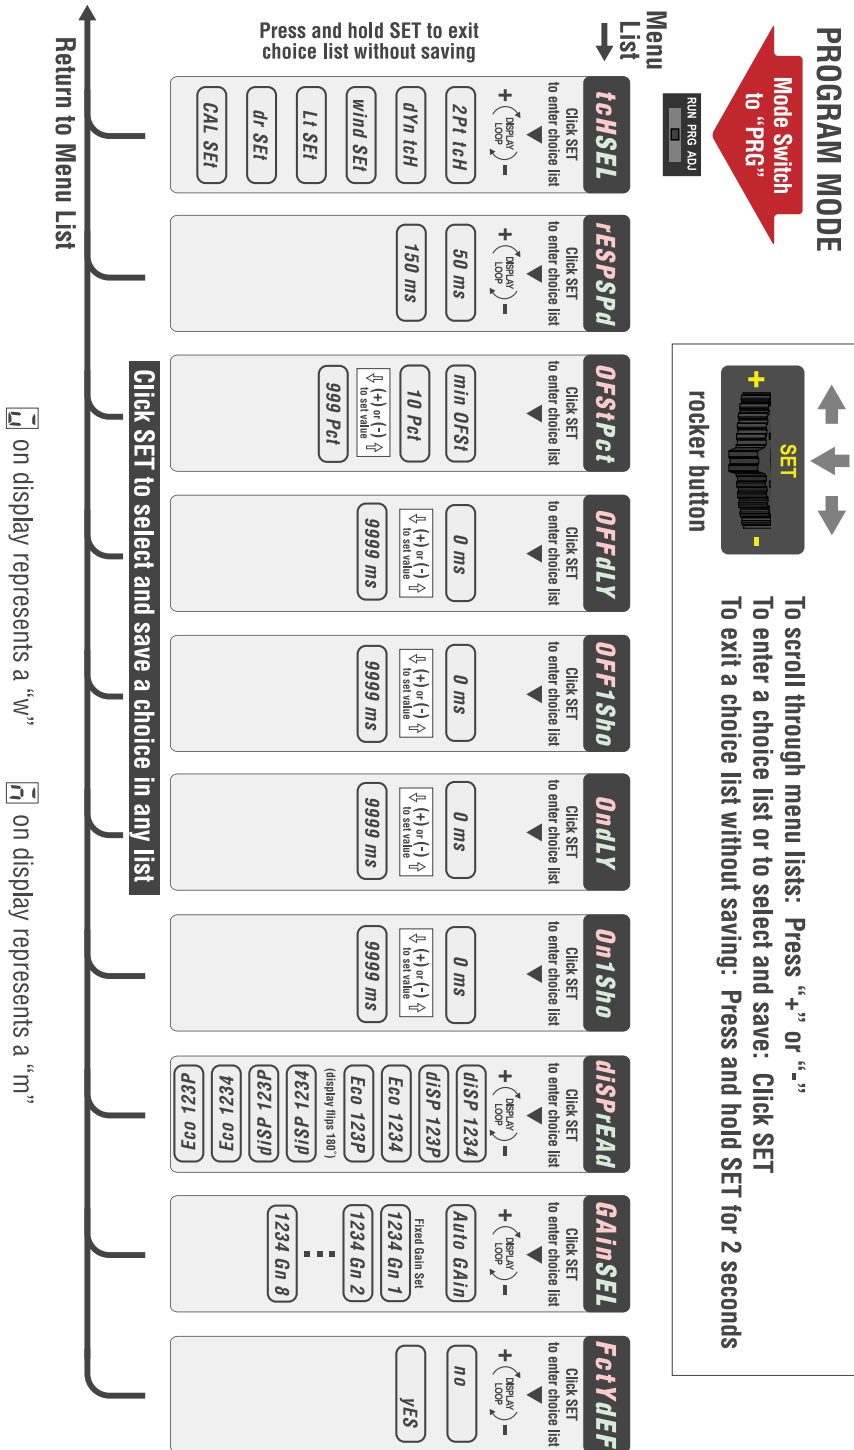 PROGRAM MODE
Mode Switch
to “PRG”
RUN PRG ADJ
+
SET
-
rocker button
To scroll through menu lists: Press “+” or “-”
To enter a choice list or to select and save: Click SET
To exit a choice list without saving: Press and hold SET for 2 seconds
Menu
List
Press and hold SET to exit
choice list without saving
tcHSEL
Click SET
to enter choice list
+
DISPLAY
LOOP
-
2Pt tcH
dYn tcH
wind SEt
Lt SEt
dr SEt
CAL SEt
rESPSPd
Click SET
to enter choice list
+
DISPLAY
LOOP
-
50 ms
150 ms
OFStPct
Click SET
to enter choice list
min OFSt
10 Pct
(+) or (-)
to set value
999 Pct
OFFdLY
Click SET
to enter choice list
0 ms
(+) or (-)
to set value
9999 ms
OFF1Sho
Click SET
to enter choice list
0 ms
(+) or (-)
to set value
9999 ms
OndLY
Click SET
to enter choice list
0 ms
(+) or (-)
to set value
9999 ms
On1Sho
Click SET
to enter choice list
0 ms
(+) or (-)
to set value
9999 ms
diSPrEAd
Click SET
to enter choice list
+
DISPLAY
LOOP
-
diSP 1234
diSP 123P
Eco 1234
Eco 123P
(display flips 180°)
diSP 1234
diSP 123P
Eco 1234
Eco 123P
GAinSEL
Click SET
to enter choice list
+
DISPLAY
LOOP
-
Auto GAin
Fixed Gain Set
1234 Gn 1
1234 Gn 2
1234 Gn 8
FctYdEF
Click SET
to enter choice list
+
DISPLAY
LOOP
-
no
yES
Click SET to select and save a choice in any list
Return to Menu List
on display represents a “w”
on display represents a “m”